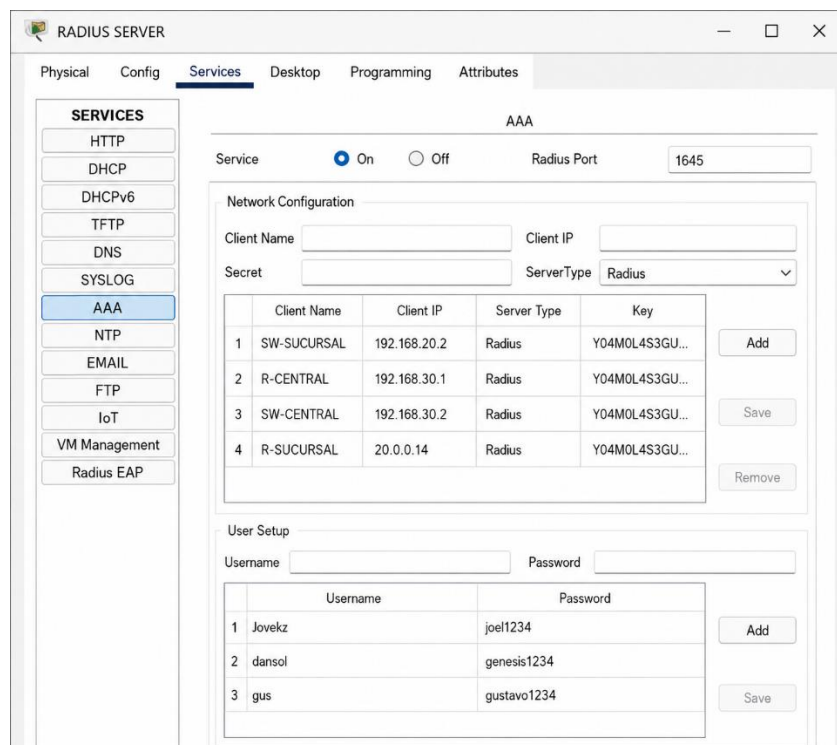 RADIUS SERVER
Physical Config Services Desktop Programming Attributes
SERVICES
HTTP
DHCP
DHCPv6
TFTP
DNS
SYSLOG
AAA
NTP
EMAIL
FTP
IoT
VM Management
Radius EAP
AAA
Service On Off Radius Port 1645
Network Configuration
Client Name Client IP
Secret ServerType Radius
Client Name Client IP Server Type Key
1 SW-SUCURSAL 192.168.20.2 Radius Y04M0L4S3GU...
2 R-CENTRAL 192.168.30.1 Radius Y04M0L4S3GU...
3 SW-CENTRAL 192.168.30.2 Radius Y04M0L4S3GU...
4 R-SUCURSAL 20.0.0.14 Radius Y04M0L4S3GU...
Add
Save
Remove
User Setup
Username Password
Username Password
1 Jovekz joel1234
2 dansol genesis1234
3 gus gustavo1234
Add
Save